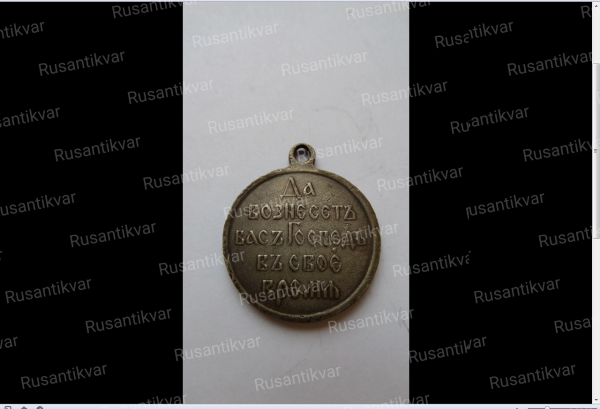 Да
вознесетъ
васъ Господь
въ свое
время
Rusantikvar